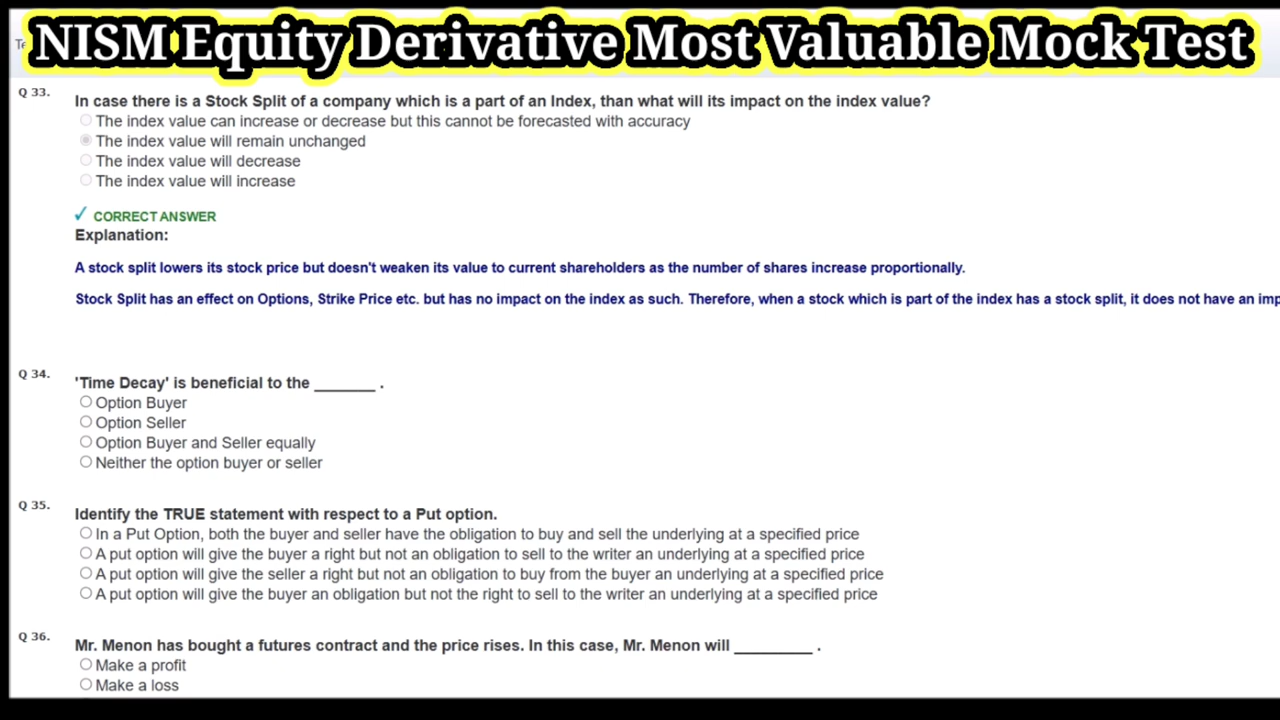 NISM Equity Derivative Most Valuable Mock Test
Q 33.
In case there is a Stock Split of a company which is a part of an Index, than what will its impact on the index value?
The index value can increase or decrease but this cannot be forecasted with accuracy
The index value will remain unchanged
The index value will decrease
The index value will increase
✓ CORRECT ANSWER
Explanation:
A stock split lowers its stock price but doesn't weaken its value to current shareholders as the number of shares increase proportionally.
Stock Split has an effect on Options, Strike Price etc. but has no impact on the index as such. Therefore, when a stock which is part of the index has a stock split, it does not have an
Q 34.
'Time Decay' is beneficial to the _______ .
Option Buyer
Option Seller
Option Buyer and Seller equally
Neither the option buyer or seller
Q 35.
Identify the TRUE statement with respect to a Put option.
In a Put Option, both the buyer and seller have the obligation to buy and sell the underlying at a specified price
A put option will give the buyer a right but not an obligation to sell to the writer an underlying at a specified price
A put option will give the seller a right but not an obligation to buy from the buyer an underlying at a specified price
A put option will give the buyer an obligation but not the right to sell to the writer an underlying at a specified price
Q 36.
Mr. Menon has bought a futures contract and the price rises. In this case, Mr. Menon will _________ .
Make a profit
Make a loss